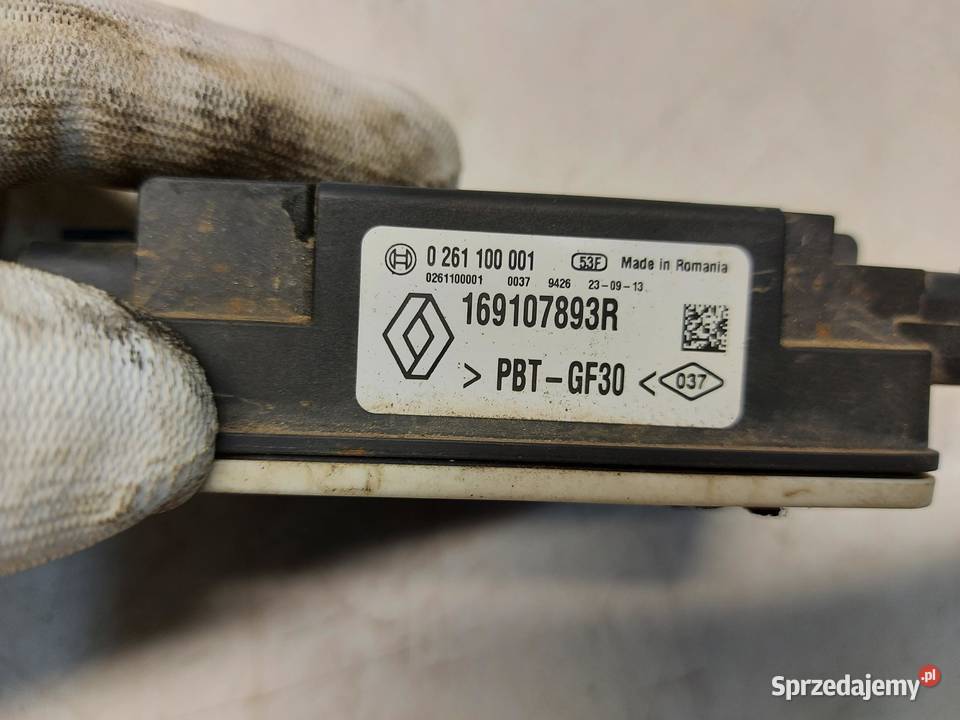 0 261 100 001 53F Made in Romania
0261100001 0037 9426 23-09-13
169107893R
> PBT-GF30 < 037
Sprzedajemy.pl